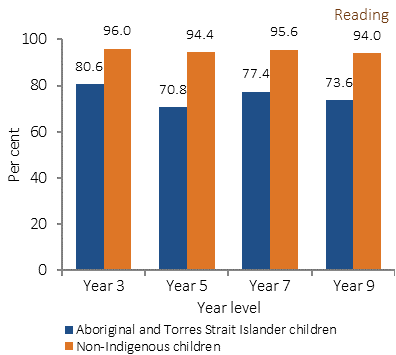 Reading
100
80
60
40
20
0
Per cent
80.6
96.0
70.8
94.4
77.4
95.6
73.6
94.0
Year 3
Year 5
Year 7
Year 9
Year level
Aboriginal and Torres Strait Islander children
Non-Indigenous children